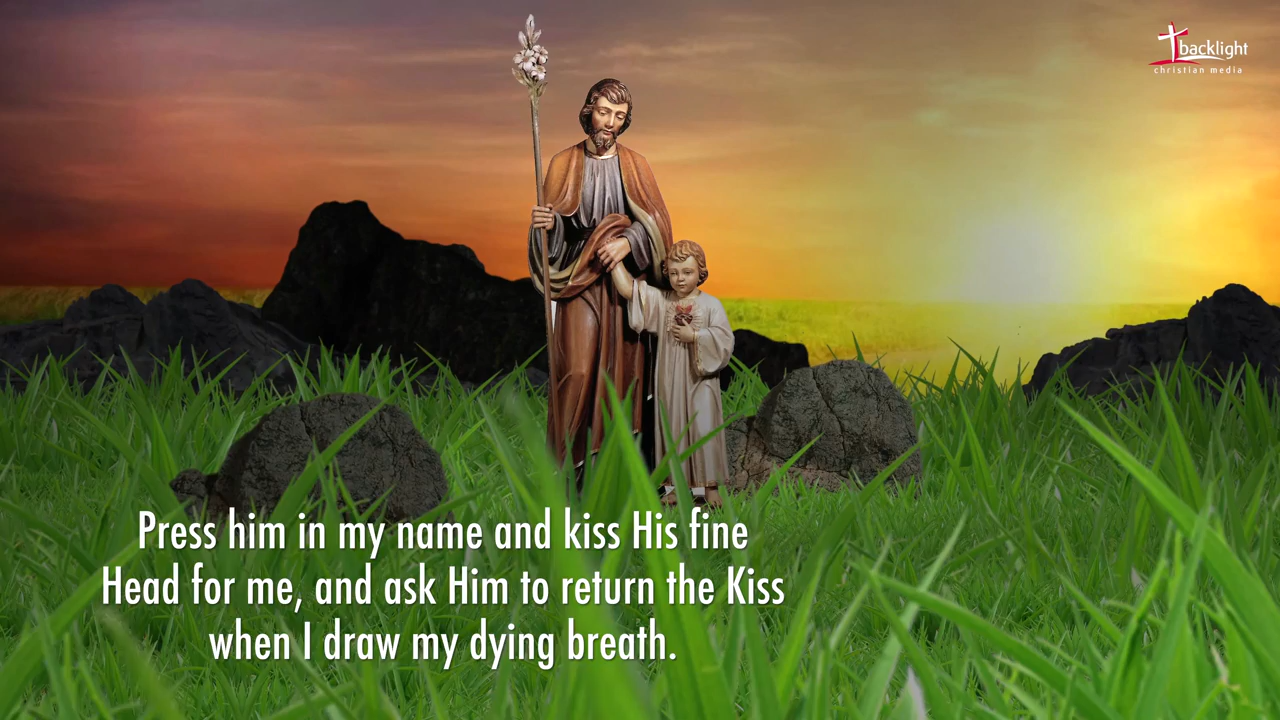 backlight
christian media
Press him in my name and kiss His fine
Head for me, and ask Him to return the Kiss
when I draw my dying breath.